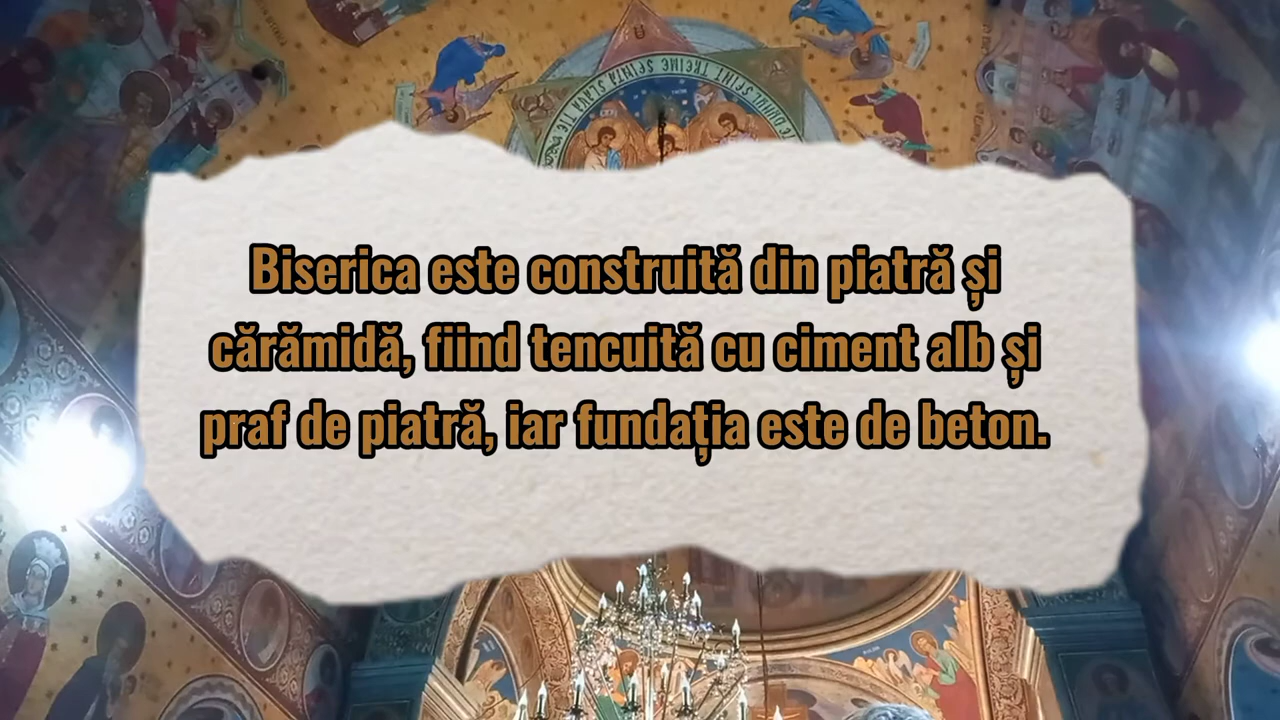 Biserica este construită din piatră și
cărămidă, fiind tencuită cu ciment alb și
praf de piatră, iar fundația este de beton.